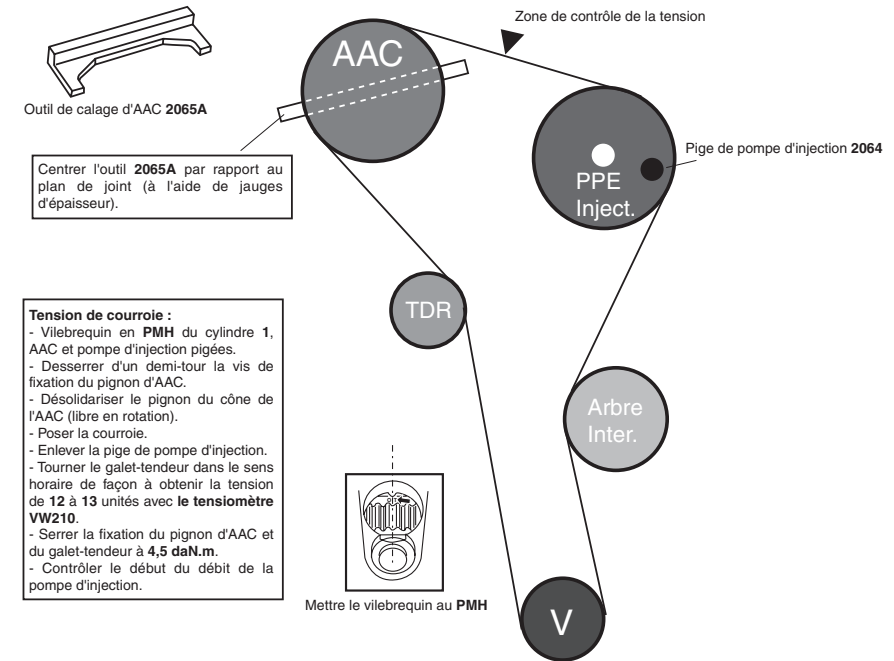 Zone de contrôle de la tension
AAC
Outil de calage d'AAC 2065A
Centrer l'outil 2065A par rapport au
plan de joint (à l'aide de jauges
d'épaisseur).
Pige de pompe d'injection 2064
PPE
Inject.
TDR
Tension de courroie :
- Vilebrequin en PMH du cylindre 1,
AAC et pompe d'injection pigées.
- Desserrer d'un demi-tour la vis de
fixation du pignon d'AAC.
- Désolidariser le pignon du cône de
l'AAC (libre en rotation).
- Poser la courroie.
- Enlever la pige de pompe d'injection.
- Tourner le galet-tendeur dans le sens
horaire de façon à obtenir la tension
de 12 à 13 unités avec le tensiomètre
VW210.
- Serrer la fixation du pignon d'AAC et
du galet-tendeur à 4,5 daN.m.
- Contrôler le début du débit de la
pompe d'injection.
Arbre
Inter.
Mettre le vilebrequin au PMH
V